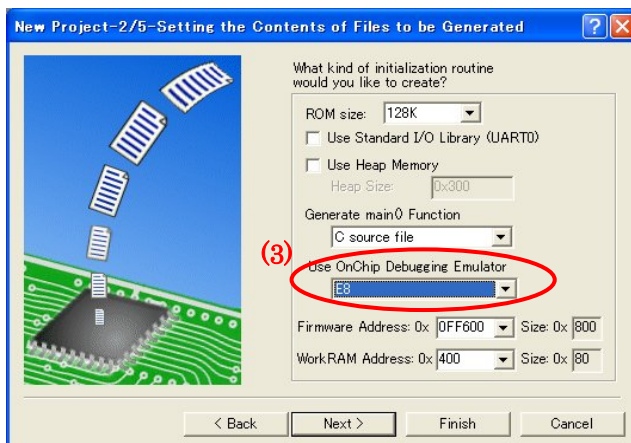 New Project-2/5-Setting the Contents of Files to be Generated
What kind of initialization routine
would you like to create?
ROM size: 128K
Use Standard I/O Library (UART0)
Use Heap Memory
Heap Size: 0x300
Generate main() Function
C source file
(3)
Use OnChip Debugging Emulator
E8
Firmware Address: 0x 0FF600 Size: 0x 800
WorkRAM Address: 0x 400 Size: 0x 80
< Back Next > Finish Cancel